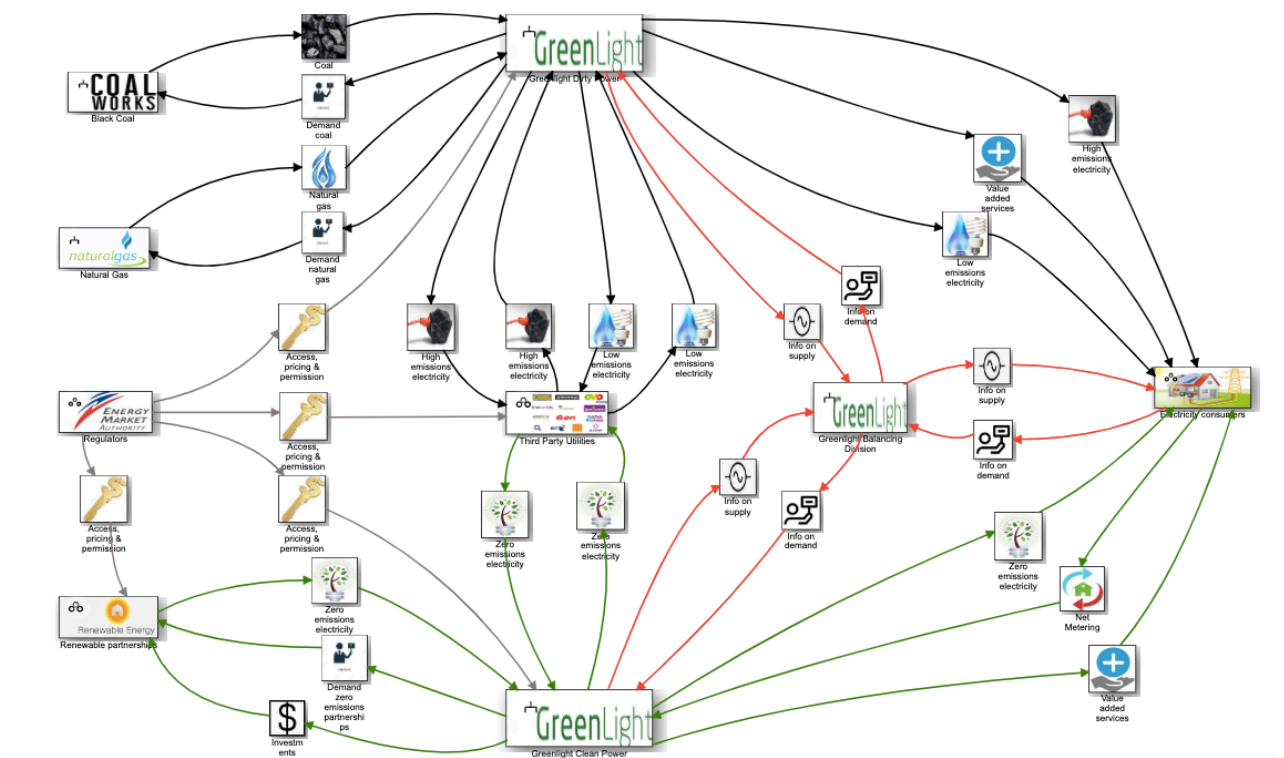 GreenLight
Greenlight Dirty Power
Coal
COAL
WORKS
Black Coal
Demand
coal
High
emissions
electricity
Value
added
services
Natural
gas
naturalgas
Natural Gas
Demand
natural
gas
Low
emissions
electricity
Info on
demand
Info on
supply
Access,
pricing &
permission
High
emissions
electricity
High
emissions
electricity
Low
emissions
electricity
Low
emissions
electricity
ENERGY
MARKET
AUTHORITY
Regulators
Access,
pricing &
permission
Third Party Utilities
GreenLight
Greenlight Balancing
Division
Info on
supply
Electricity consumers
Info on
demand
Access,
pricing &
permission
Access,
pricing &
permission
Zero
emissions
electricity
Zero
emissions
electricity
Info on
supply
Info on
demand
Zero
emissions
electricity
Zero
emissions
electricity
Net
Metering
Renewable Energy
Renewable partnerships
Demand
zero
emissions
partnershi
ps
Value
added
services
$
Investm
ents
GreenLight
Greenlight Clean Power